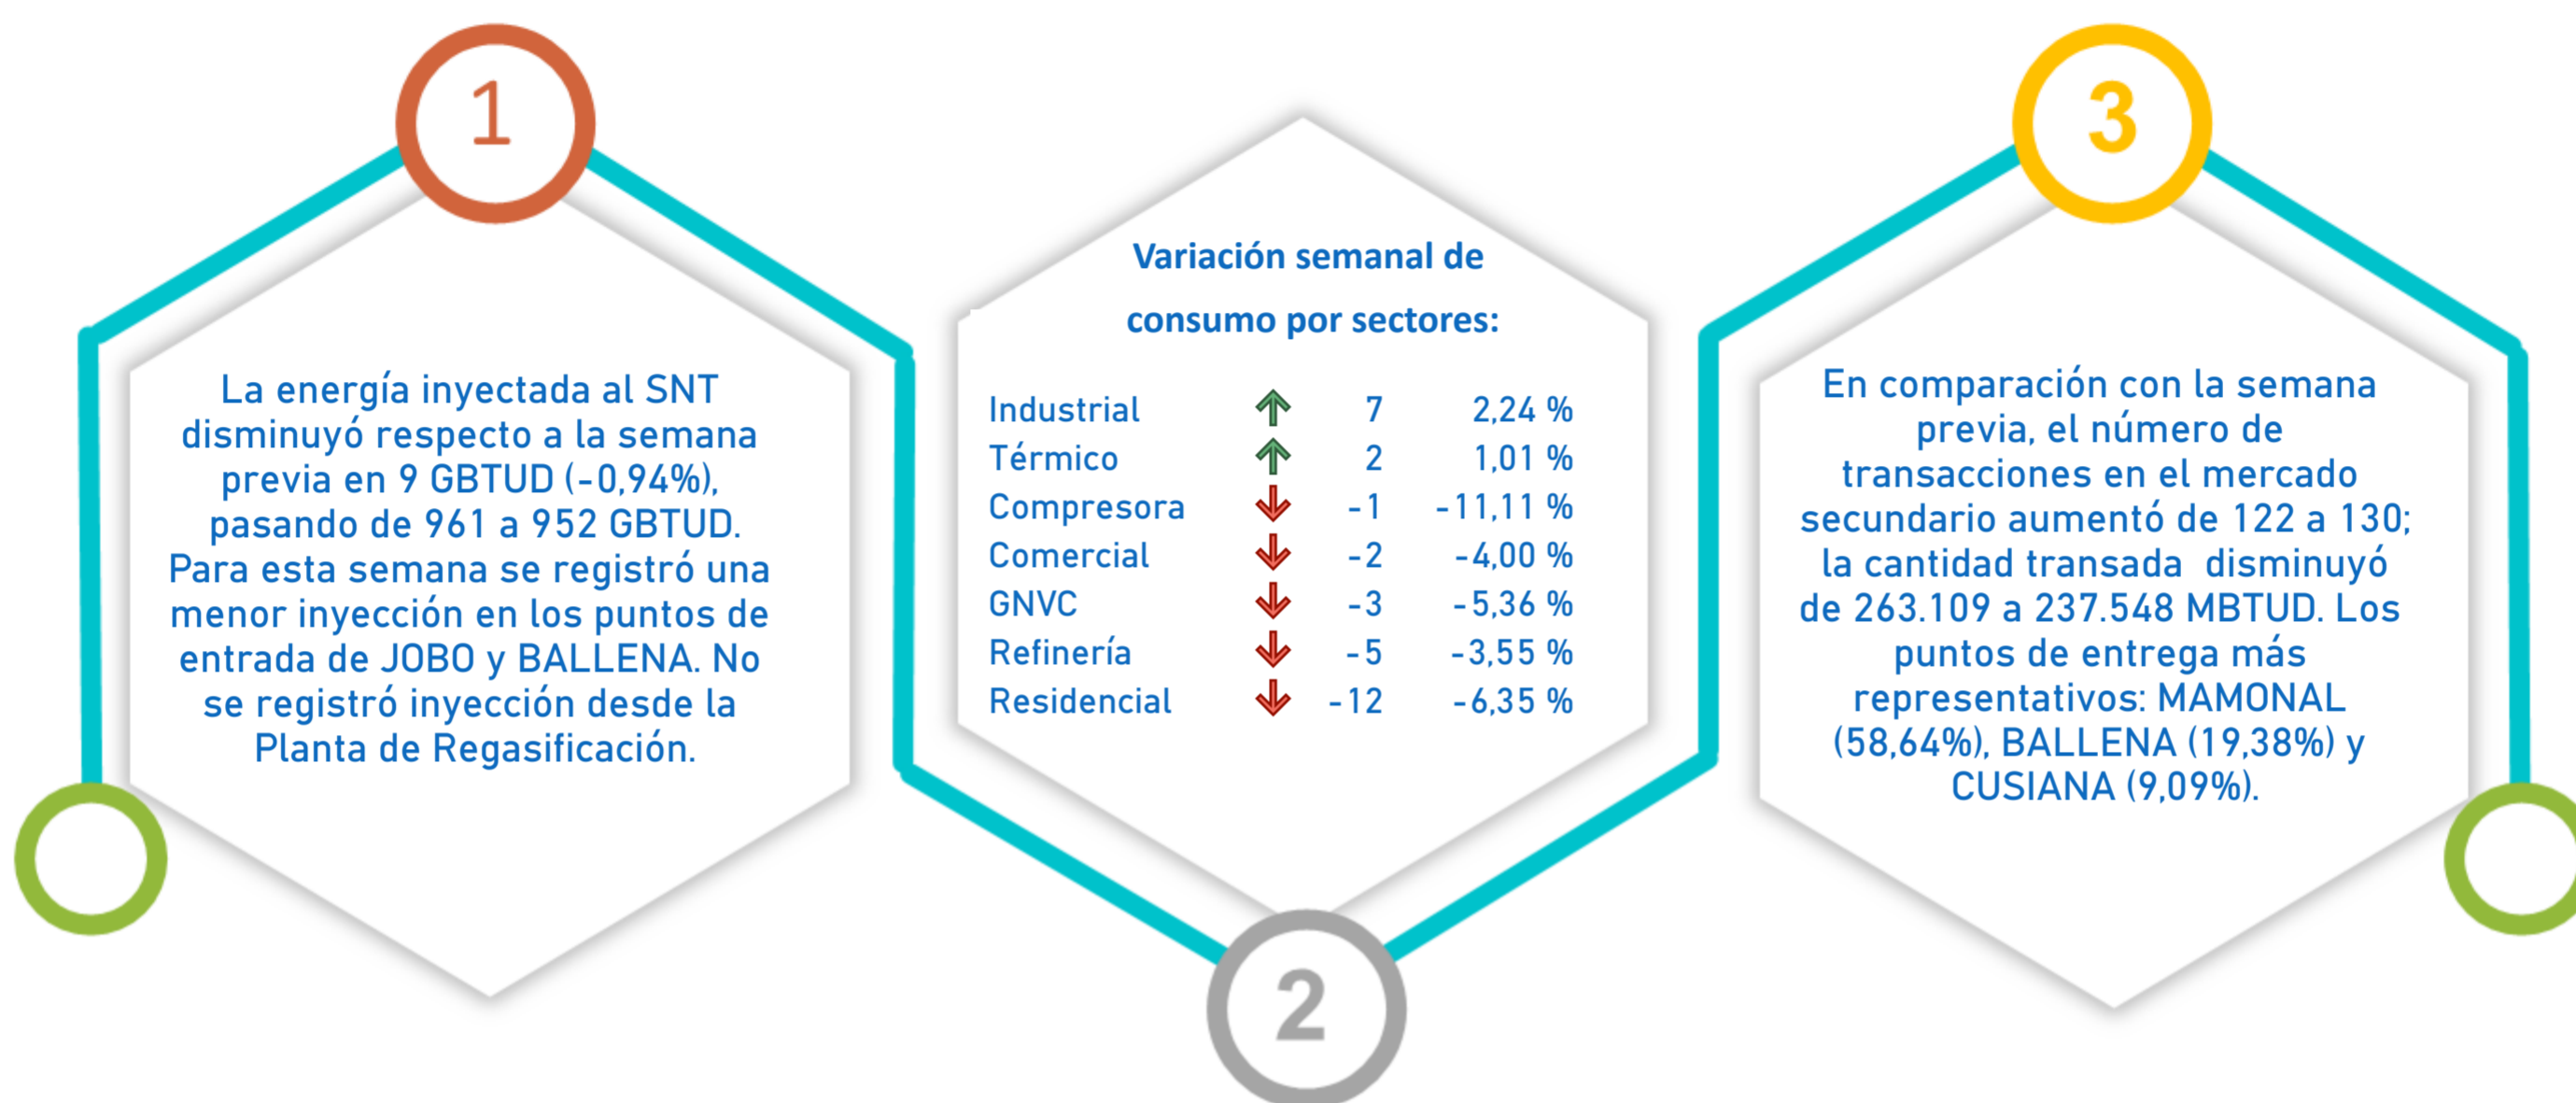 1
La energía inyectada al SNT
disminuyó respecto a la semana
previa en 9 GBTUD (-0,94%),
pasando de 961 a 952 GBTUD.
Para esta semana se registró una
menor inyección en los puntos de
entrada de JOBO y BALLENA. No
se registró inyección desde la
Planta de Regasificación.
Variación semanal de
consumo por sectores:
Industrial 7 2,24 %
Térmico 2 1,01 %
Compresora -1 -11,11 %
Comercial -2 -4,00 %
GNVC -3 -5,36 %
Refinería -5 -3,55 %
Residencial -12 -6,35 %
2
3
En comparación con la semana
previa, el número de
transacciones en el mercado
secundario aumentó de 122 a 130;
la cantidad transada disminuyó
de 263.109 a 237.548 MBTUD. Los
puntos de entrega más
representativos: MAMONAL
(58,64%), BALLENA (19,38%) y
CUSIANA (9,09%).